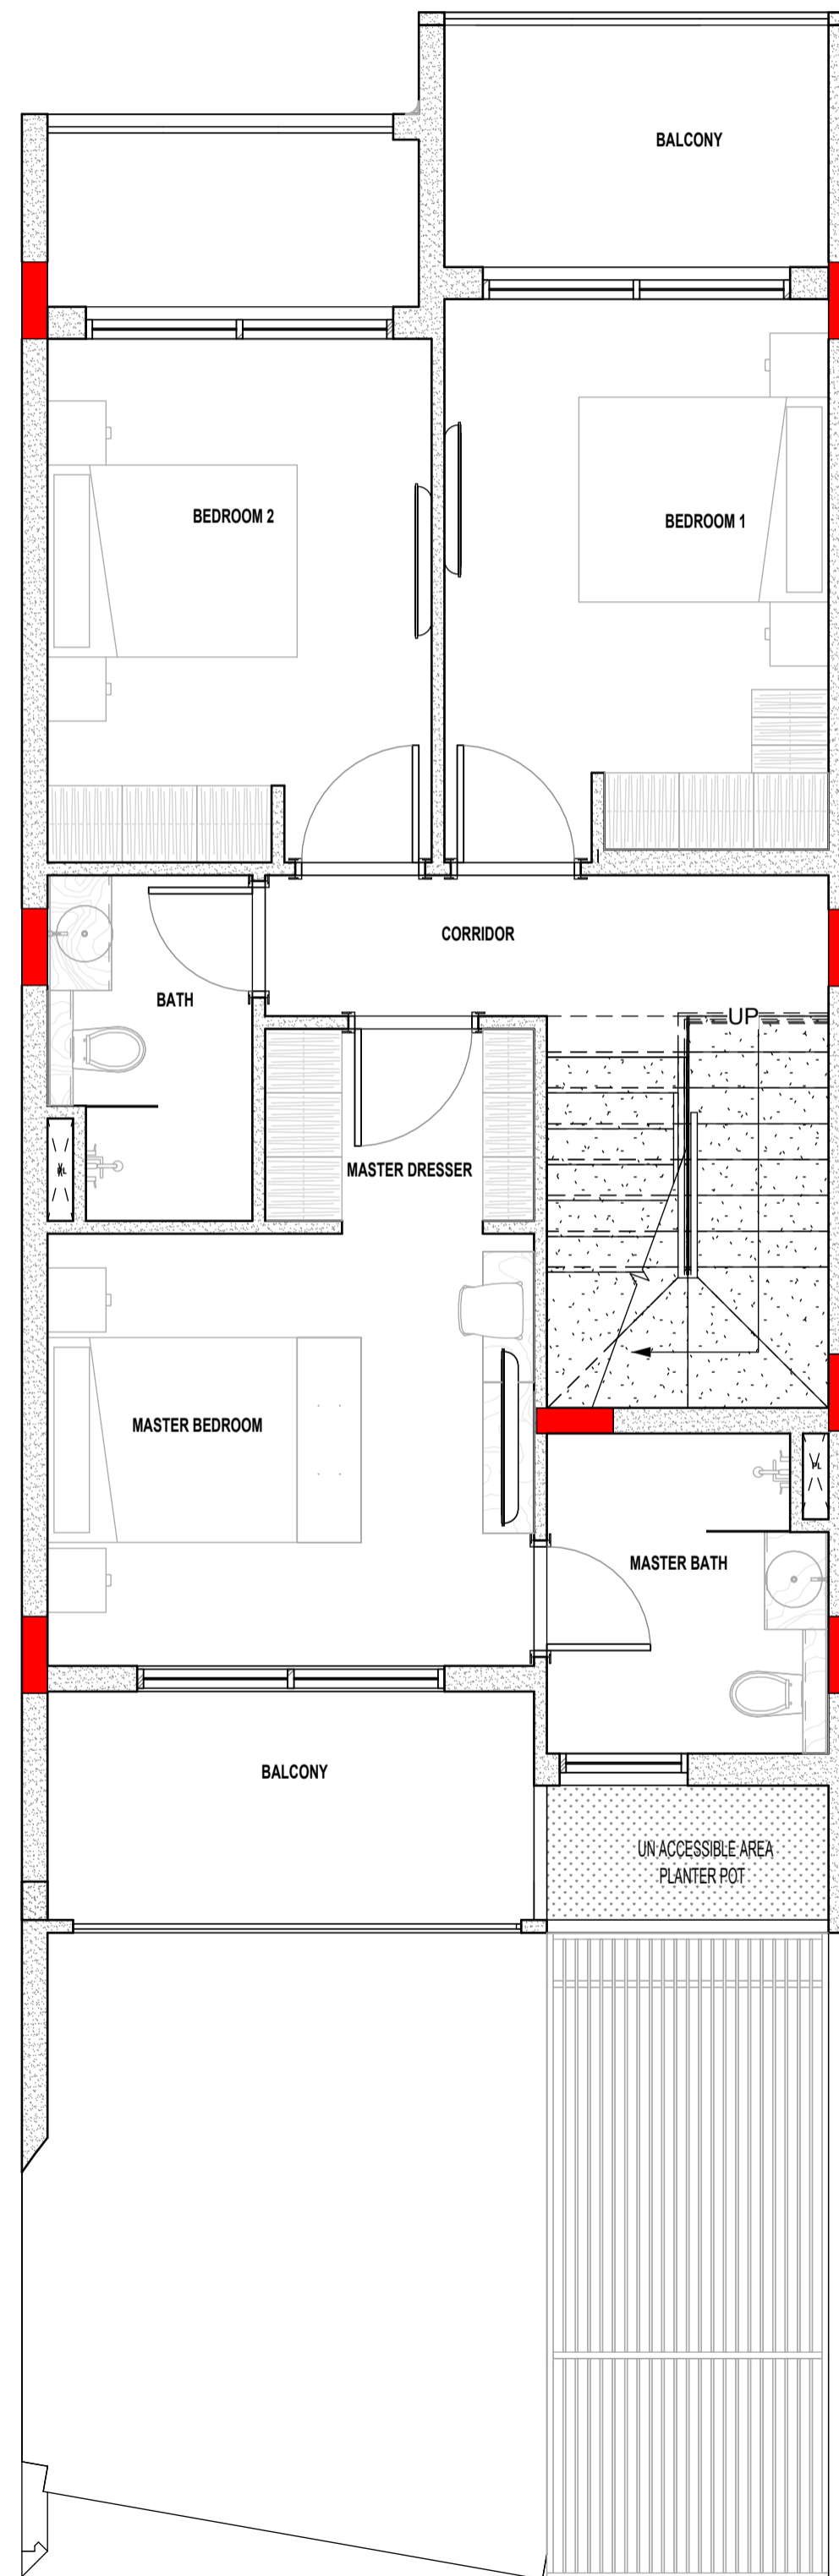 BALCONY
BEDROOM 2
BEDROOM 1
CORRIDOR
BATH
UP
MASTER DRESSER
MASTER BEDROOM
PL
MASTER BATH
BALCONY
UN ACCESSIBLE AREA
PLANTER POT